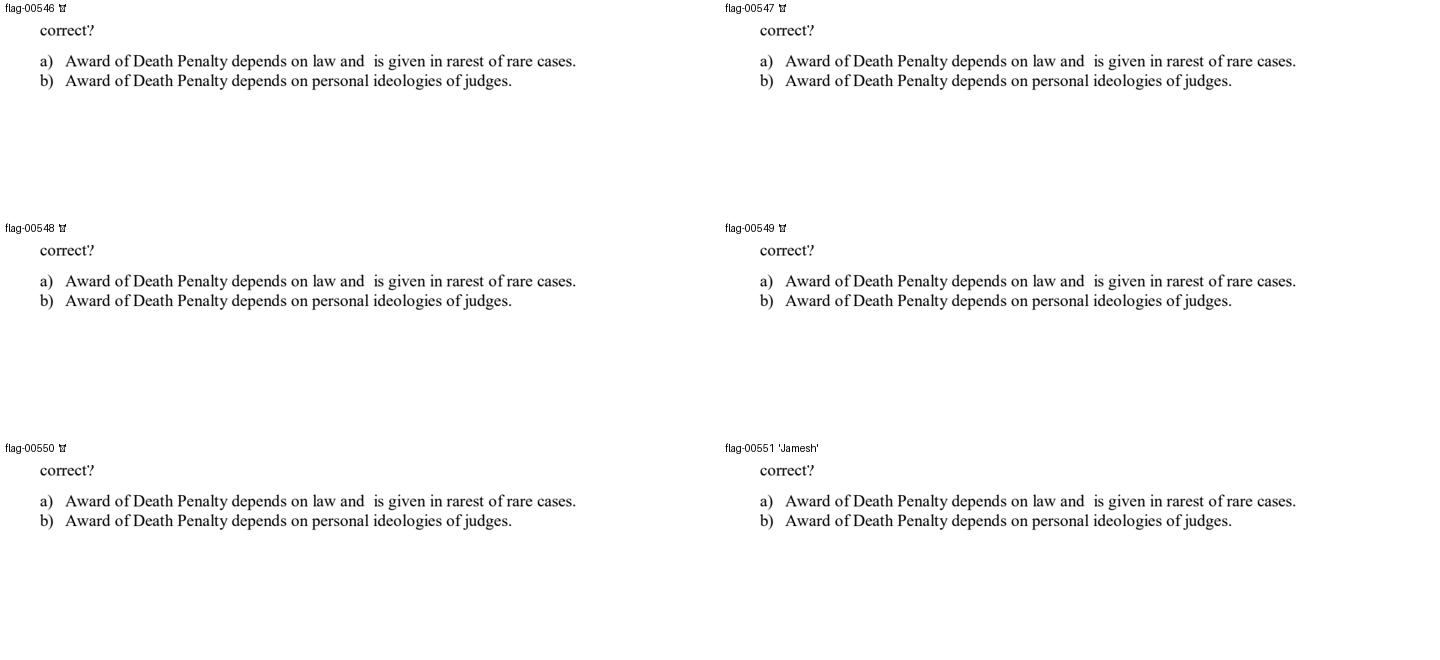 flag-00546
flag-00547
correct?
correct?
a) Award of Death Penalty depends on law and  is given in rarest of rare cases.
b) Award of Death Penalty depends on personal ideologies of judges.
a) Award of Death Penalty depends on law and  is given in rarest of rare cases.
b) Award of Death Penalty depends on personal ideologies of judges.
flag-00548
flag-00549
correct?
correct?
a) Award of Death Penalty depends on law and  is given in rarest of rare cases.
b) Award of Death Penalty depends on personal ideologies of judges.
a) Award of Death Penalty depends on law and  is given in rarest of rare cases.
b) Award of Death Penalty depends on personal ideologies of judges.
flag-00550
flag-00551 'Jamesh'
correct?
correct?
a) Award of Death Penalty depends on law and  is given in rarest of rare cases.
b) Award of Death Penalty depends on personal ideologies of judges.
a) Award of Death Penalty depends on law and  is given in rarest of rare cases.
b) Award of Death Penalty depends on personal ideologies of judges.